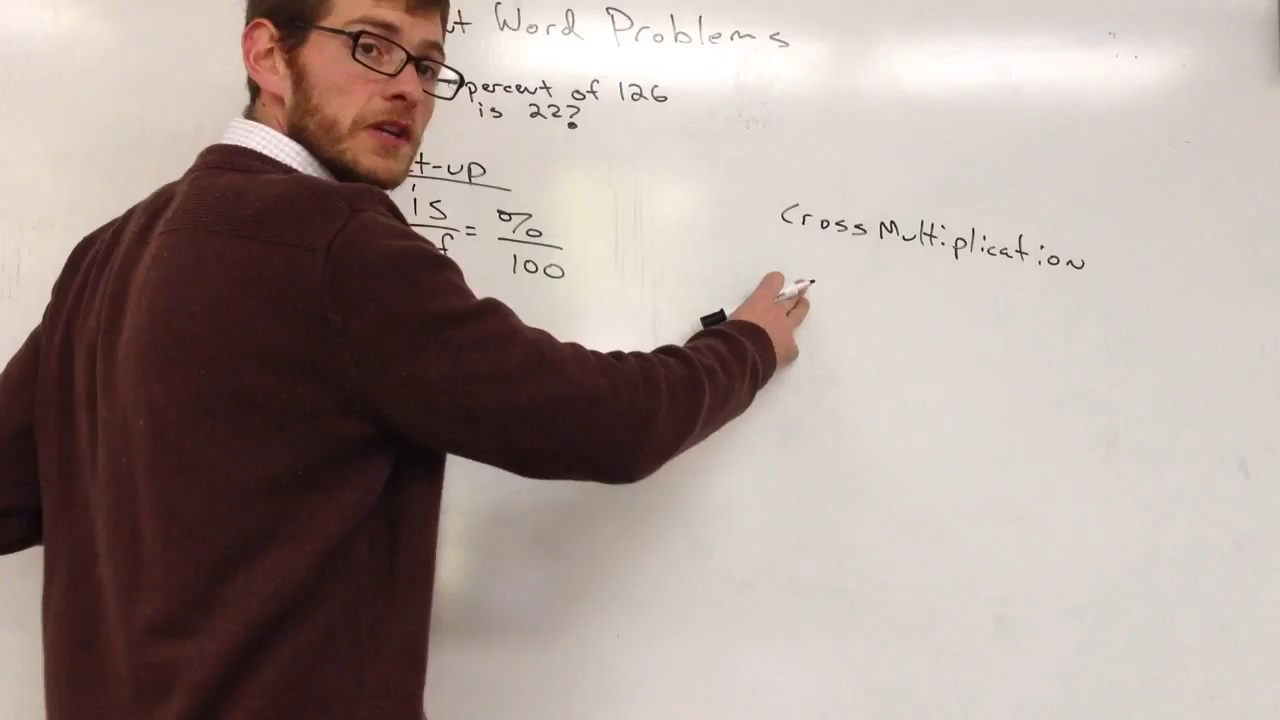 Word Problems
percent of 126
is 22?
t-up
is = %
100
Cross Multiplication